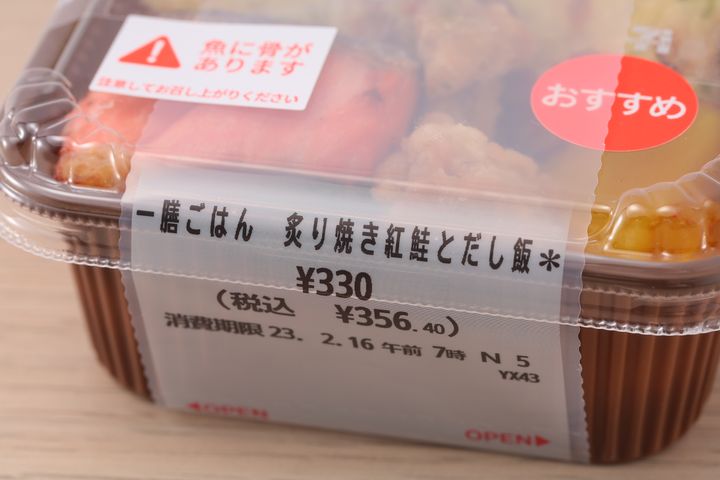 魚に骨が
あります
注意してお召し上がりください
おすすめ
一膳ごはん 炙り焼き紅鮭とだし飯*
¥330
(税込 ¥356.40)
消費期限 23. 2.16 午前 7時 N 5
YX43
◀OPEN
OPEN▶